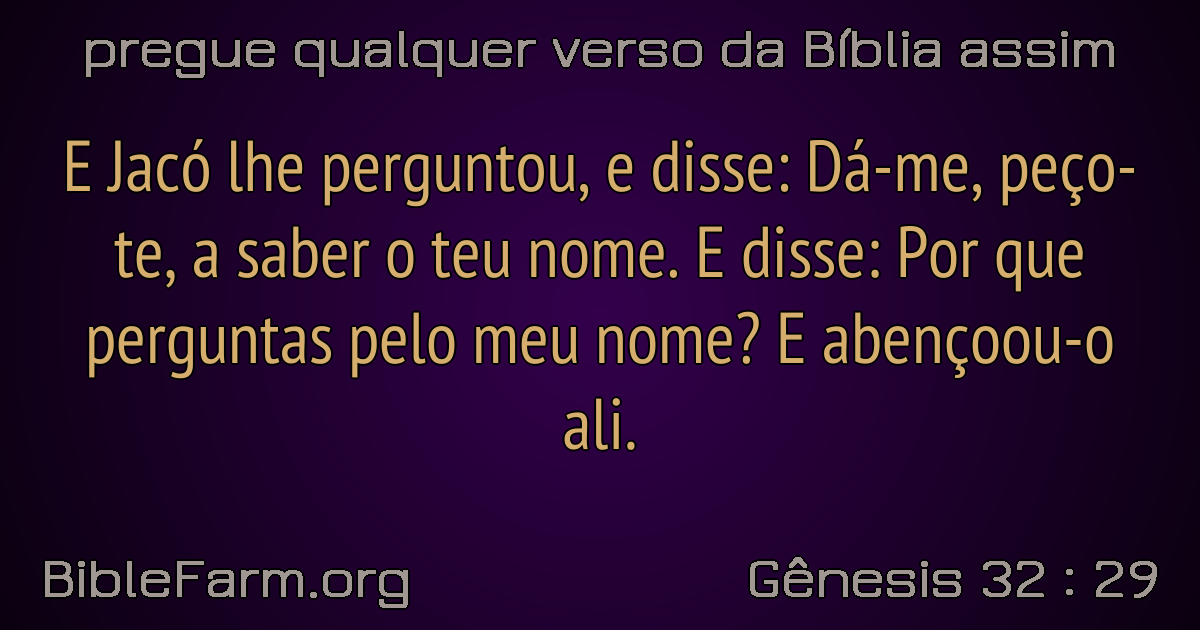 pregue qualquer verso da Bíblia assim
E Jacó lhe perguntou, e disse: Dá-me, peço-
te, a saber o teu nome. E disse: Por que
perguntas pelo meu nome? E abençoou-o
ali.
BibleFarm.org
Gênesis 32 : 29